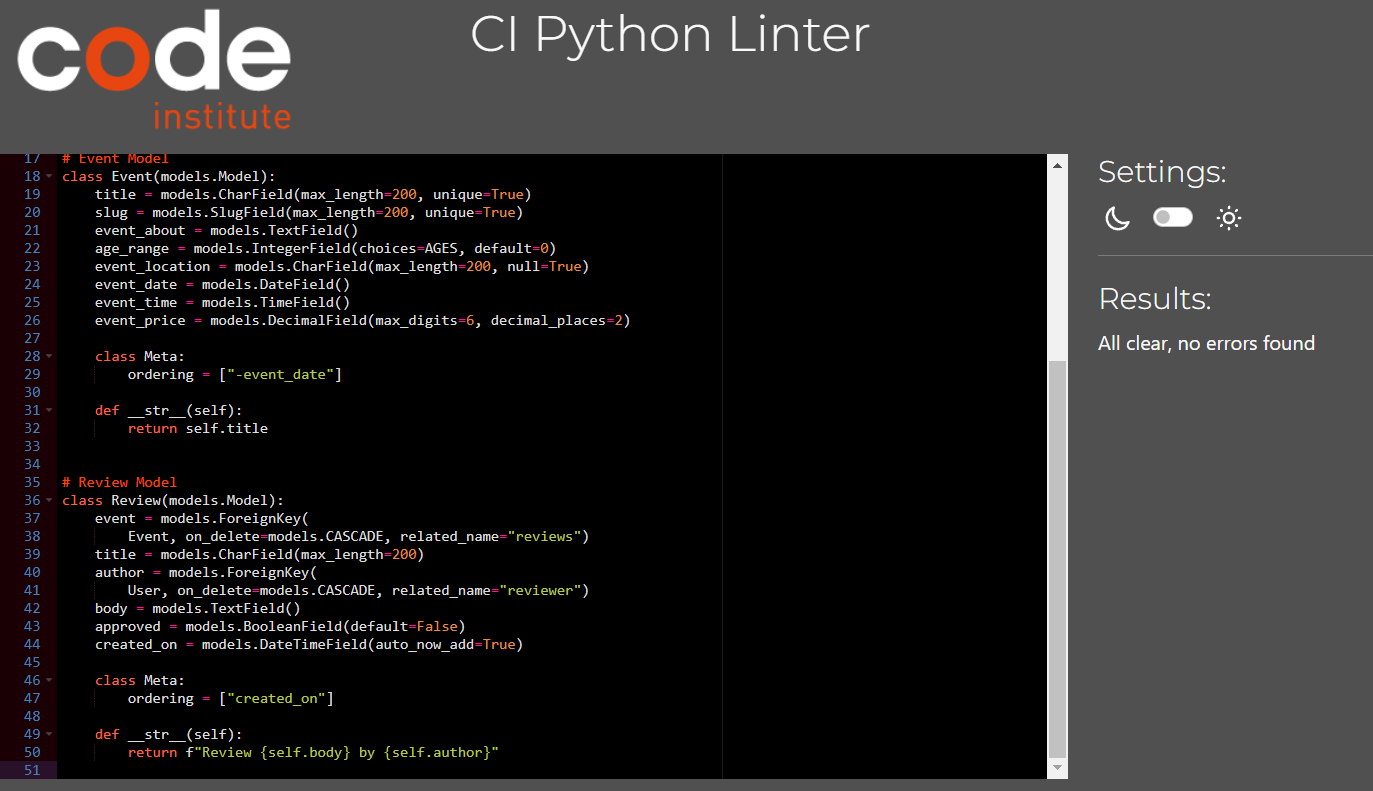 code
institute
CI Python Linter
17 # Event Model
18 class Event(models.Model):
19     title = models.CharField(max_length=200, unique=True)
20     slug = models.SlugField(max_length=200, unique=True)
21     event_about = models.TextField()
22     age_range = models.IntegerField(choices=AGES, default=0)
23     event_location = models.CharField(max_length=200, null=True)
24     event_date = models.DateField()
25     event_time = models.TimeField()
26     event_price = models.DecimalField(max_digits=6, decimal_places=2)
27
28     class Meta:
29         ordering = ["-event_date"]
30
31     def __str__(self):
32         return self.title
33
34
35 # Review Model
36 class Review(models.Model):
37     event = models.ForeignKey(
38         Event, on_delete=models.CASCADE, related_name="reviews")
39     title = models.CharField(max_length=200)
40     author = models.ForeignKey(
41         User, on_delete=models.CASCADE, related_name="reviewer")
42     body = models.TextField()
43     approved = models.BooleanField(default=False)
44     created_on = models.DateTimeField(auto_now_add=True)
45
46     class Meta:
47         ordering = ["created_on"]
48
49     def __str__(self):
50         return f"Review {self.body} by {self.author}"
51
Settings:
Results:
All clear, no errors found